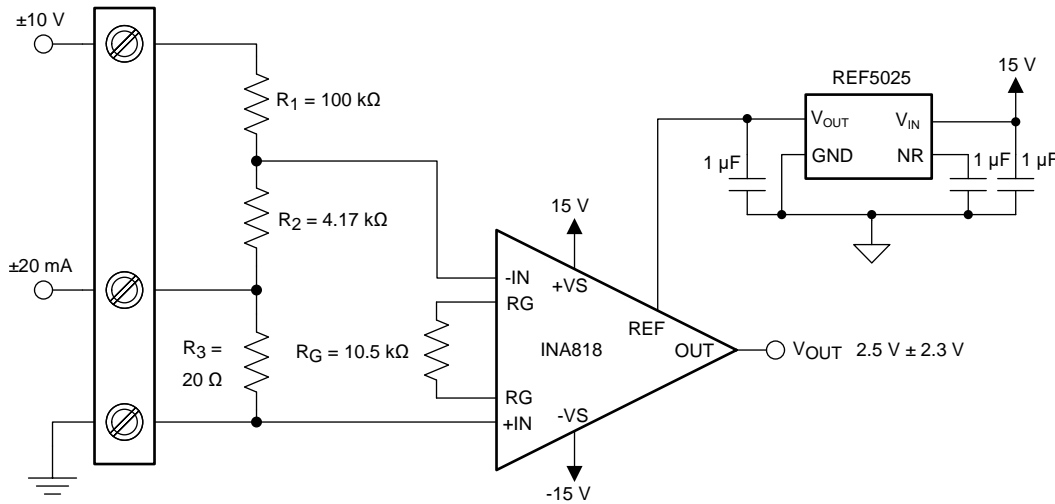 ±10 V
R1 = 100 kΩ
R2 = 4.17 kΩ
±20 mA
R3 =
20 Ω
RG = 10.5 kΩ
15 V
-IN
+VS
RG
REF
INA818
OUT
RG
-VS
+IN
-15 V
VOUT 2.5 V ± 2.3 V
15 V
REF5025
VOUT
VIN
GND
NR
1 µF
1 µF
1 µF